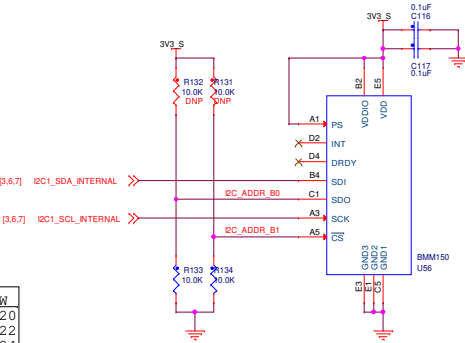 0.1uF
C116
3V3_S
C117
0.1uF
3V3_S
R132
10.0K
DNP
R131
10.0K
DNP
B2
E5
VDDIO
VDD
A1
PS
D2
INT
D4
DRDY
[3,6,7] I2C1_SDA_INTERNAL
B4
SDI
I2C_ADDR_B0
C1
SDO
[3,6,7] I2C1_SCL_INTERNAL
A3
SCK
I2C_ADDR_B1
A5
CS
GND3
GND2
GND1
BMM150
U56
E3
E1
C5
R133
10.0K
R134
10.0K
W
20
22